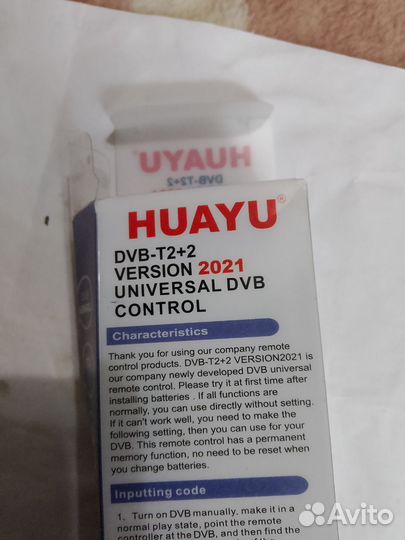 HUAYU
DVB-T2+2
HUAYU®
DVB-T2+2
VERSION 2021
UNIVERSAL DVB
CONTROL
Characteristics
Thank you for using our company remote
control products. DVB-T2+2 VERSION2021 is
our company newly developed DVB universal
remote control. Please try it at first time after
installing batteries . If all functions are
normally, you can use directly without setting.
If it can't work well, you need to make the
following setting, then you can use for your
DVB. This remote control has a permanent
memory function, no need to be reset when
you change batteries.
Inputting code
1、Turn on DVB manually, make it in a
normal play state, point the remote
controller at the DVB, and then find the
Avito